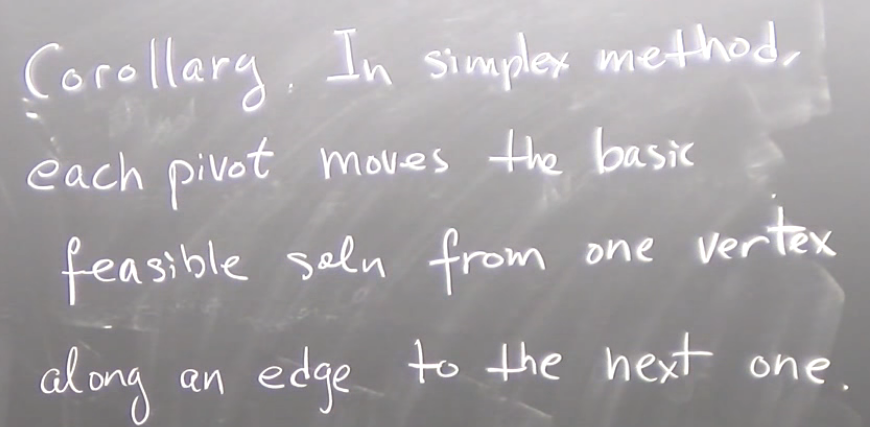 Corollary. In simplex method,
each pivot moves the basic
feasible soln from one vertex
along an edge to the next one.